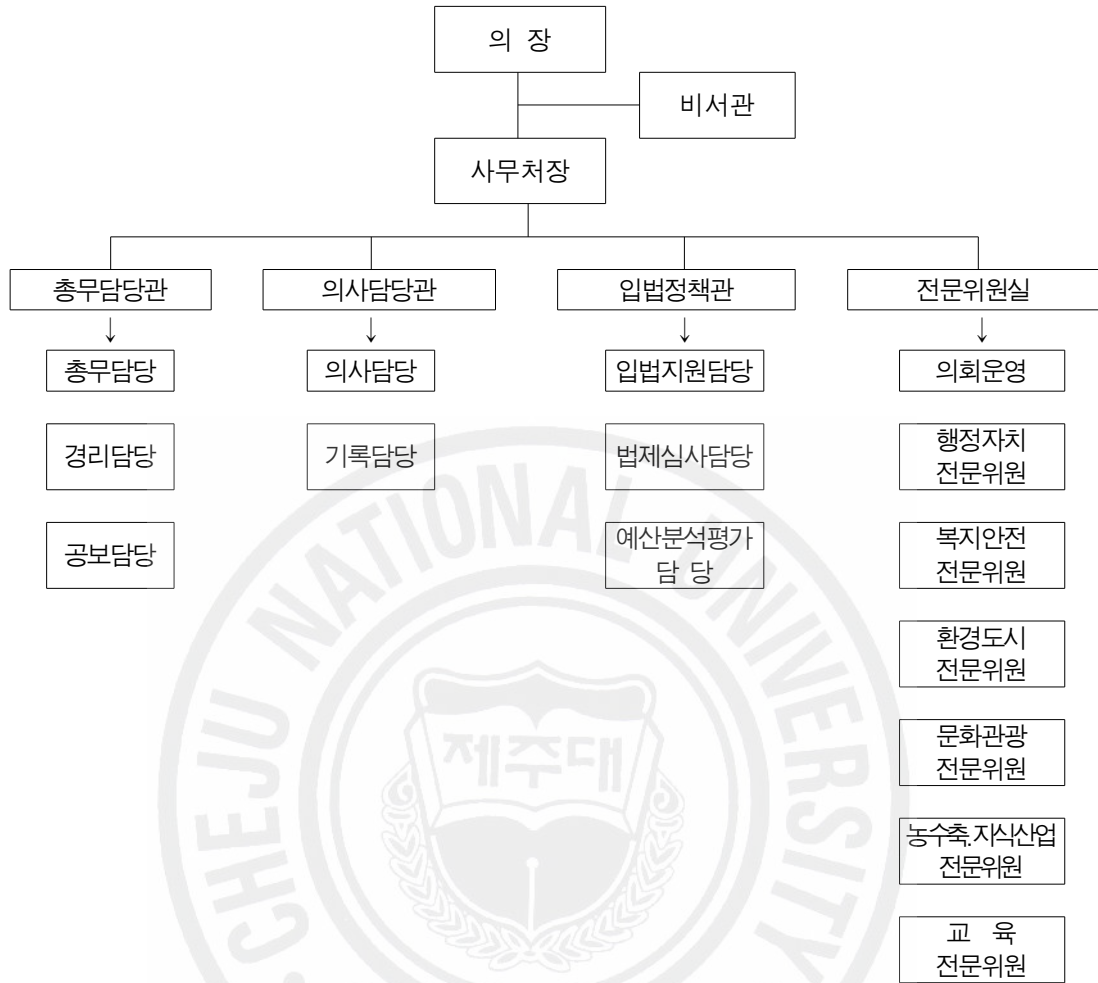 의 장
비서관
사무처장
총무담당관
의사담당관
입법정책관
전문위원실
↓
↓
↓
↓
총무담당
의사담당
입법지원담당
의회운영
경리담당
기록담당
법제심사담당
행정자치
전문위원
공보담당
예산분석평가
담 당
복지안전
전문위원
환경도시
전문위원
문화관광
전문위원
농수축.지식산업
전문위원
교 육
전문위원
CHEJU NATIONAL UNIVERSITY
제주대